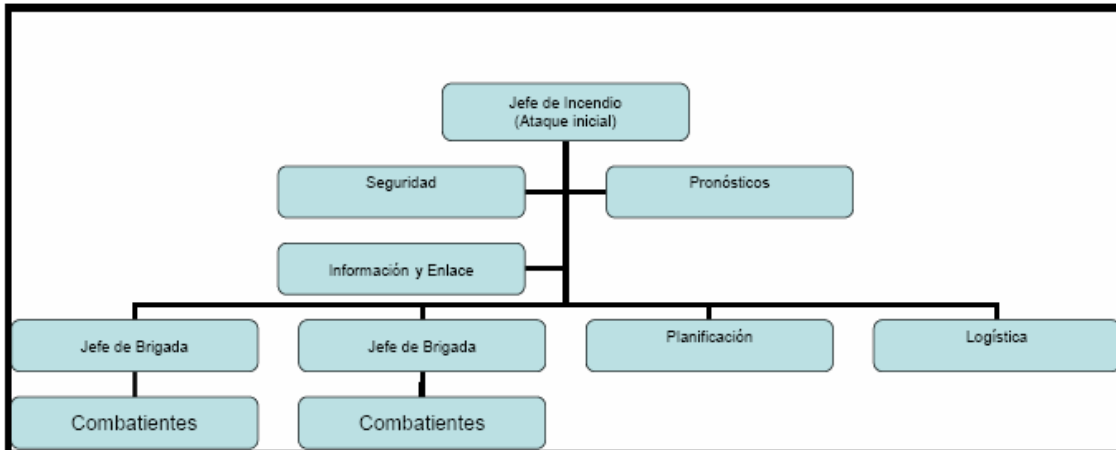 Jefe de Incendio
(Ataque inicial)
Seguridad
Pronósticos
Información y Enlace
Jefe de Brigada
Jefe de Brigada
Planificación
Logística
Combatientes
Combatientes